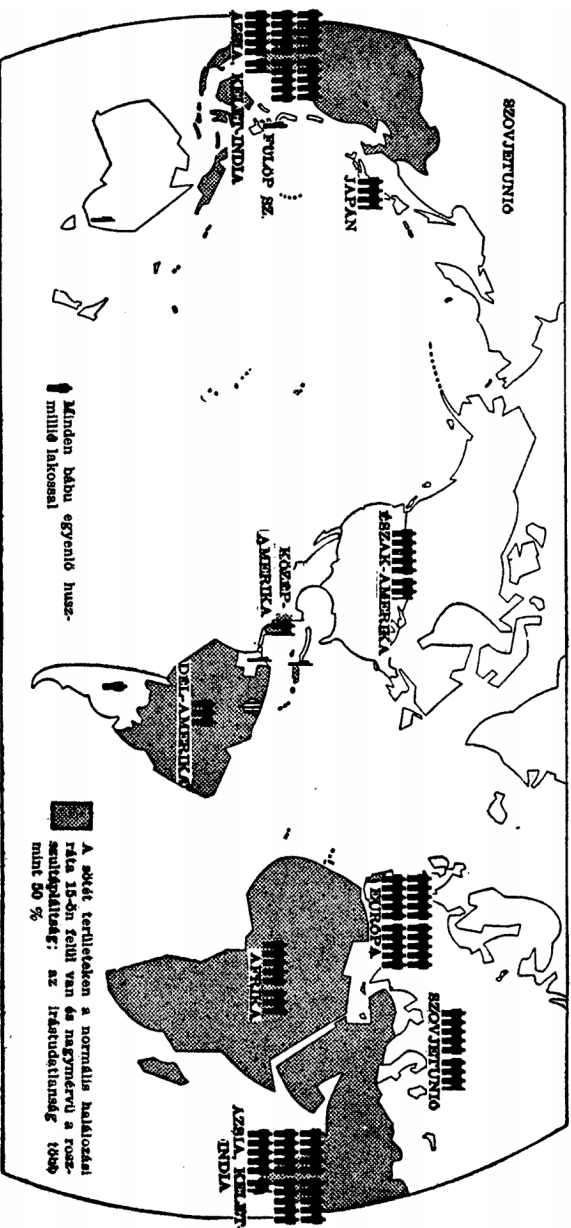 SZOVJETUNIÓ
JAPÁN
FÜLÖP SZ.
ÁZSIA, KELET-INDIA
ÉSZAK-AMERIKA
KÖZÉP-
AMERIKA
DÉL-AMERIKA
EURÓPA
SZOVJETUNIÓ
AFRIKA
ÁZSIA, KELET-
INDIA
Minden bábu egyenlő husz-
millió lakossal
A sötét területeken a normális halálozási
ráta 15-ön felül van és nagymérvü a rosz-
szultápláltság; az irástudatlanság több
mint 50 %